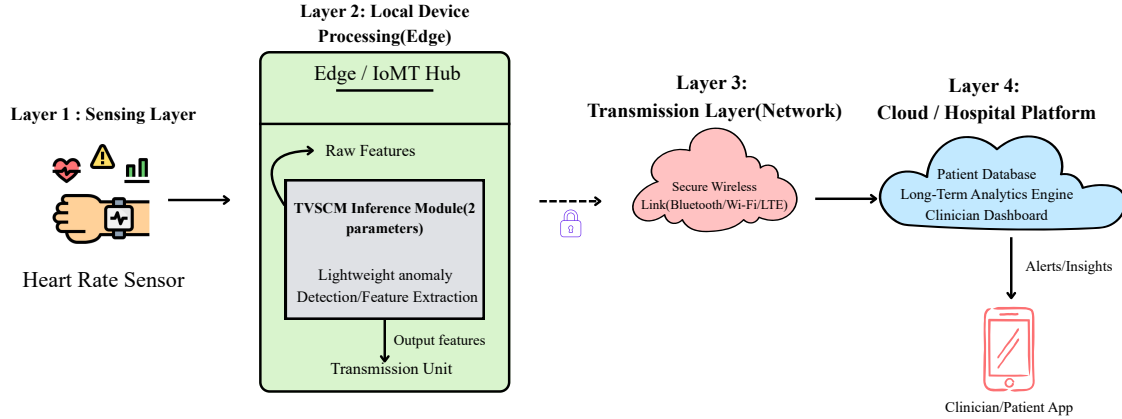 Layer 1 : Sensing Layer
Heart Rate Sensor
Layer 2: Local Device
Processing(Edge)
Edge / IoMT Hub
Raw Features
TVSCM Inference Module(2
parameters)
Lightweight anomaly
Detection/Feature Extraction
Output features
Transmission Unit
Layer 3:
Transmission Layer(Network)
Secure Wireless
Link(Bluetooth/Wi-Fi/LTE)
Layer 4:
Cloud / Hospital Platform
Patient Database
Long-Term Analytics Engine
Clinician Dashboard
Alerts/Insights
Clinician/Patient App